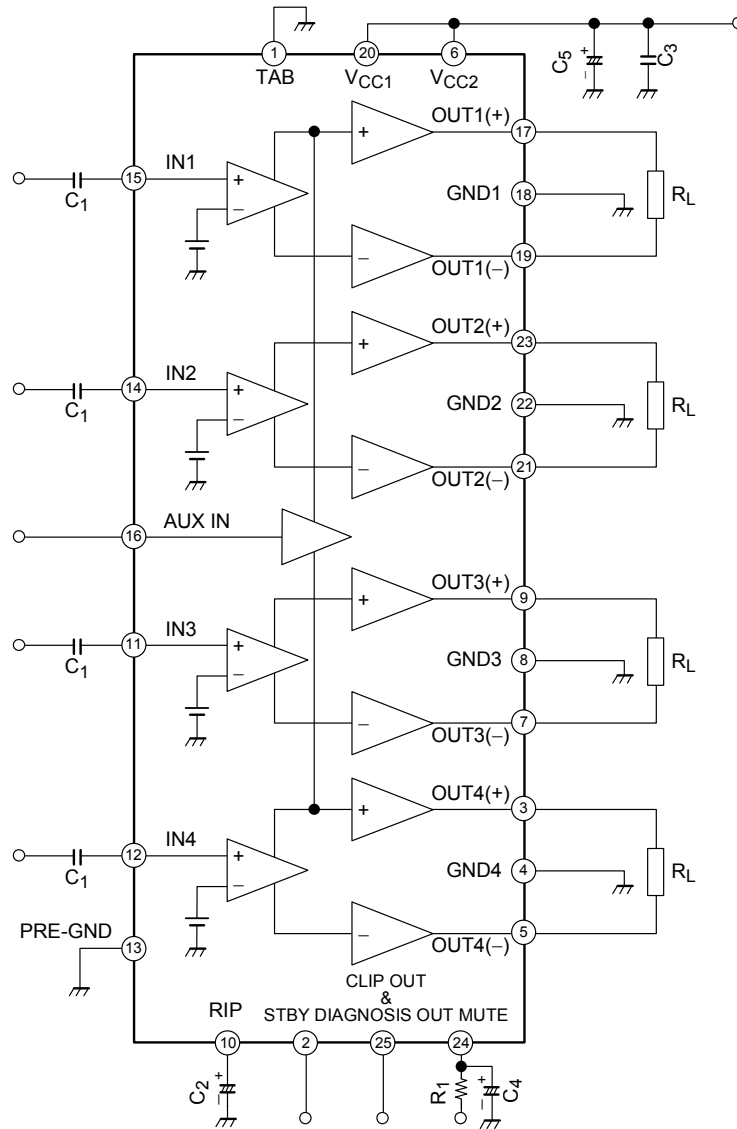 1 20 6
TAB VCC1 VCC2
C5 + − C3
OUT1(+)
+ 17
IN1
15 + GND1 18 RL
C1 −
− OUT1(−) 19
OUT2(+)
+ 23
IN2
14 + GND2 22 RL
C1 −
− OUT2(−) 21
AUX IN
16
OUT3(+)
+ 9
IN3
11 + GND3 8 RL
C1 −
− OUT3(−) 7
OUT4(+)
+ 3
IN4
12 + GND4 4 RL
C1 −
− OUT4(−) 5
PRE-GND
13
CLIP OUT
&
RIP STBY DIAGNOSIS OUT MUTE
10 2 25 24
C2 + − R1 + − C4